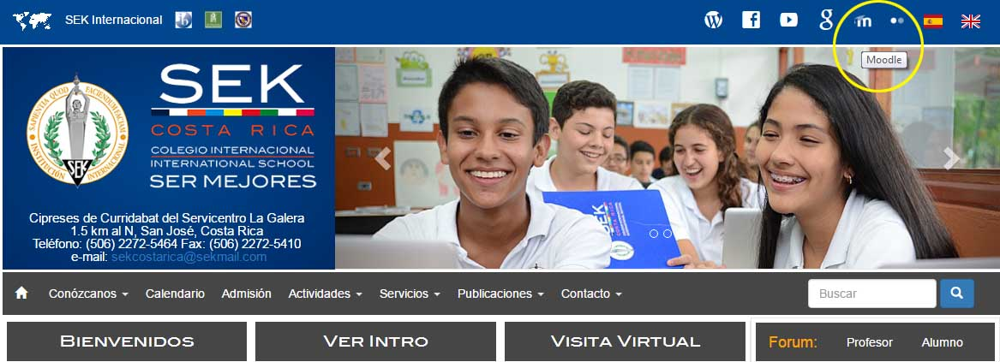 SEK Internacional
Moodle
SAPIENTIA QUOD FACIENDUM FACIAM
INSTITUCIÓN INTERNACIONAL
SEK
SEK
COSTA RICA
COLEGIO INTERNACIONAL
INTERNATIONAL SCHOOL
SER MEJORES
Cipreses de Curridabat del Servicentro La Galera
1.5 km al N, San José, Costa Rica
Teléfono: (506) 2272-5464 Fax: (506) 2272-5410
e-mail: sekcostarica@sekmail.com
SEK
COSTA RICA
Conózcanos
Calendario
Admisión
Actividades
Servicios
Publicaciones
Contacto
Buscar
Bienvenidos
Ver Intro
Visita Virtual
Forum:
Profesor
Alumno